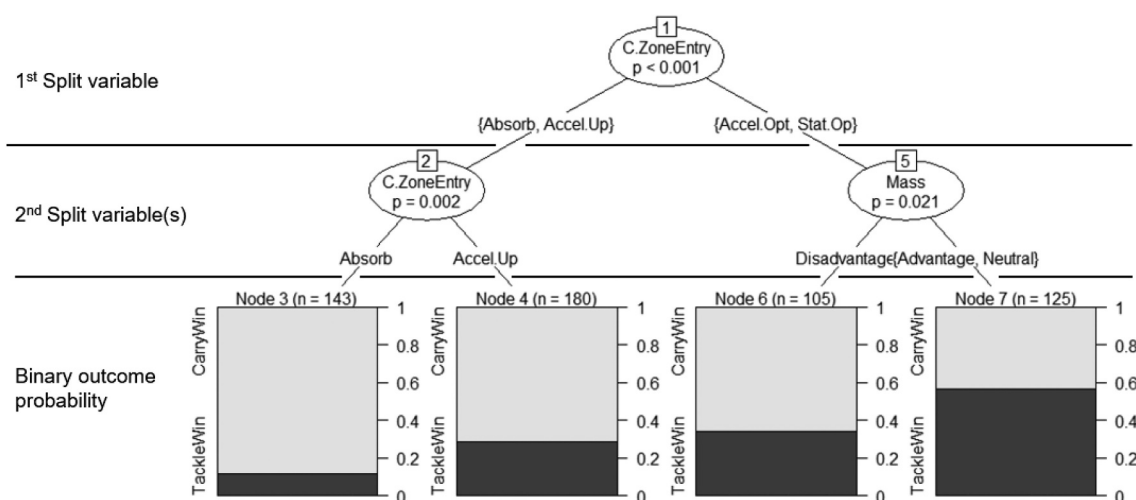 1
C.ZoneEntry
p < 0.001
1st Split variable
{Absorb, Accel.Up}
{Accel.Opt, Stat.Op}
2
C.ZoneEntry
p = 0.002
5
Mass
p = 0.021
2nd Split variable(s)
Absorb
Accel.Up
Disadvantage
{Advantage, Neutral}
Node 3 (n = 143)
Node 4 (n = 180)
Node 6 (n = 105)
Node 7 (n = 125)
Binary outcome
probability
CarryWin
TackleWin
1
0.8
0.6
0.4
0.2
0
CarryWin
TackleWin
1
0.8
0.6
0.4
0.2
0
CarryWin
TackleWin
1
0.8
0.6
0.4
0.2
0
CarryWin
TackleWin
1
0.8
0.6
0.4
0.2
0